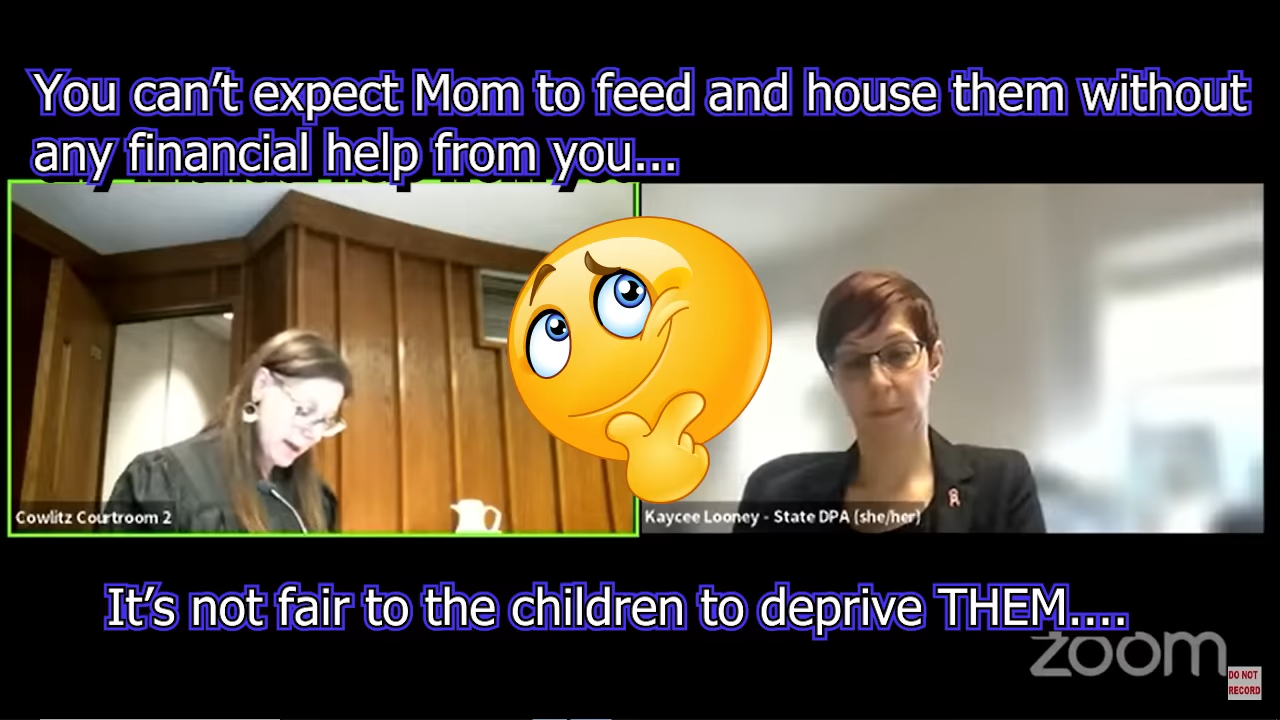 You can’t expect Mom to feed and house them without
any financial help from you...
Cowlitz Courtroom 2
Kaycee Looney - State DPA (she/her)
It’s not fair to the children to deprive THEM....
zoom
DO NOT
RECORD